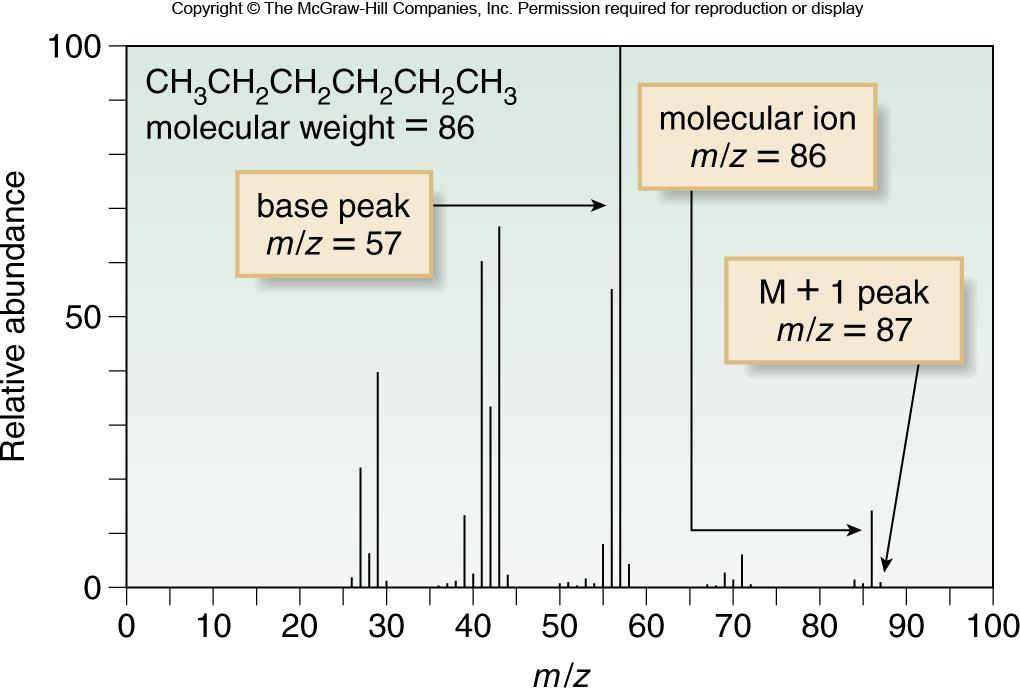 Copyright © The McGraw-Hill Companies, Inc. Permission required for reproduction or display
100
CH₃CH₂CH₂CH₂CH₂CH₃
molecular weight = 86
molecular ion
m/z = 86
base peak
m/z = 57
M + 1 peak
m/z = 87
Relative abundance
50
0
0 10 20 30 40 50 60 70 80 90 100
m/z